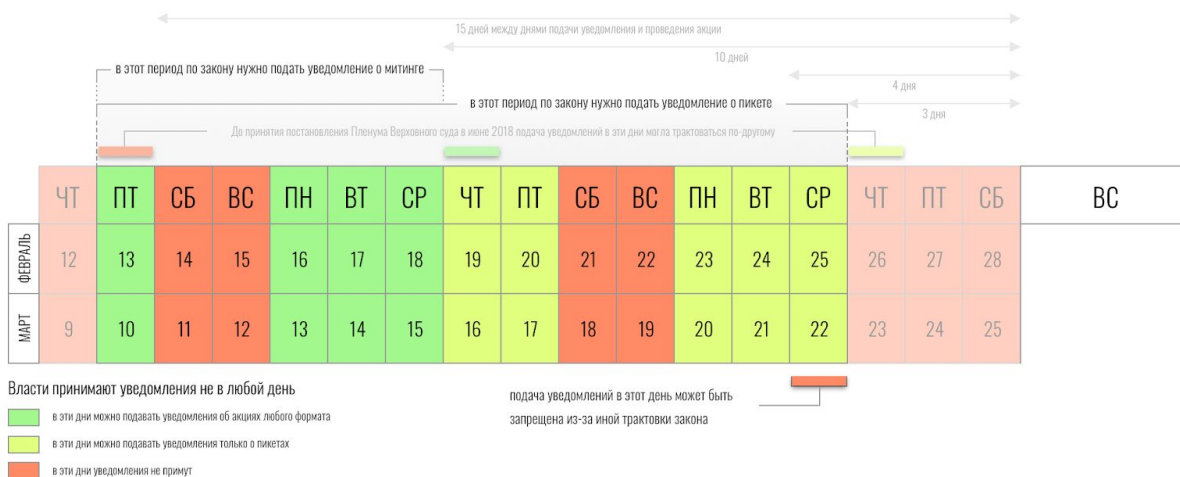 15 дней между днями подачи уведомления и проведения акции
10 дней
в этот период по закону нужно подать уведомление о митинге
4 дня
в этот период по закону нужно подать уведомление о пикете
3 дня
До принятия постановления Пленума Верховного суда в июне 2018 подача уведомлений в эти дни могла трактоваться по-другому
ЧТ ПТ СБ ВС ПН ВТ СР ЧТ ПТ СБ ВС ПН ВТ СР ЧТ ПТ СБ ВС
ФЕВРАЛЬ 12 13 14 15 16 17 18 19 20 21 22 23 24 25 26 27 28
МАРТ 9 10 11 12 13 14 15 16 17 18 19 20 21 22 23 24 25
Власти принимают уведомления не в любой день
в эти дни можно подавать уведомления об акциях любого формата
в эти дни можно подавать уведомления только о пикетах
в эти дни уведомления не примут
подача уведомлений в этот день может быть
запрещена из-за иной трактовки закона